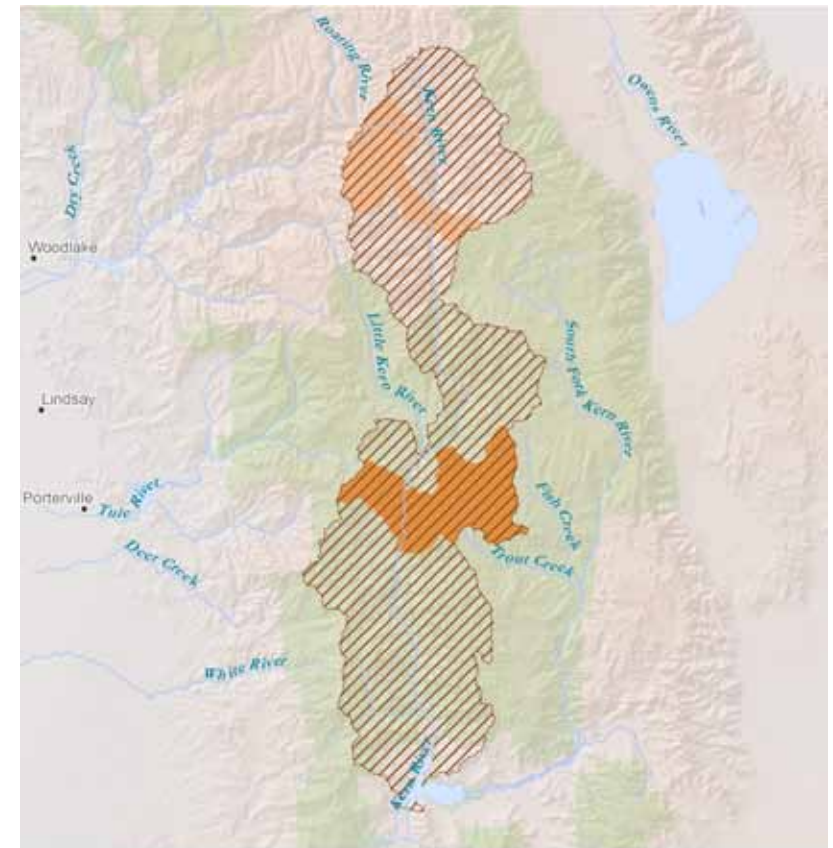 Roaring River
Kern River
Owens River
Dry Creek
Woodlake
Little Kern River
South Fork Kern River
Lindsay
Porterville
Tule River
Fish Creek
Deer Creek
Trout Creek
White River
Kern River